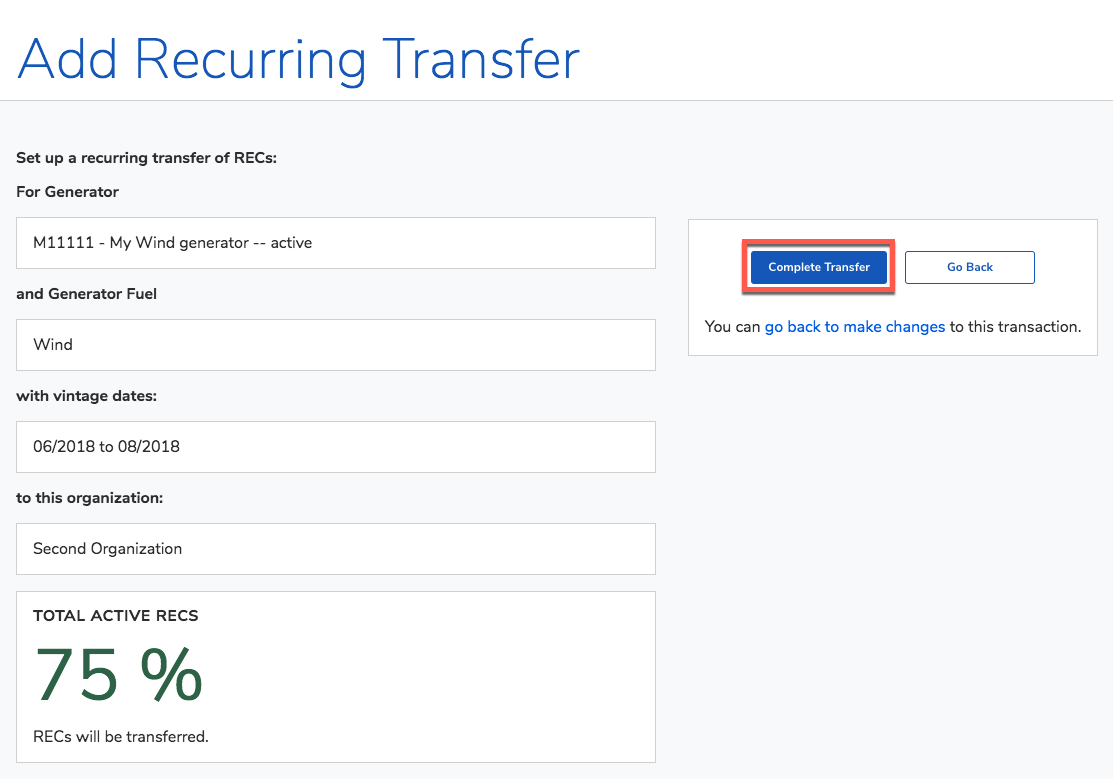 Add Recurring Transfer
Set up a recurring transfer of RECs:
For Generator
M11111 - My Wind generator -- active
and Generator Fuel
Wind
with vintage dates:
06/2018 to 08/2018
to this organization:
Second Organization
TOTAL ACTIVE RECS
75 %
RECs will be transferred.
Complete Transfer
Go Back
You can go back to make changes to this transaction.